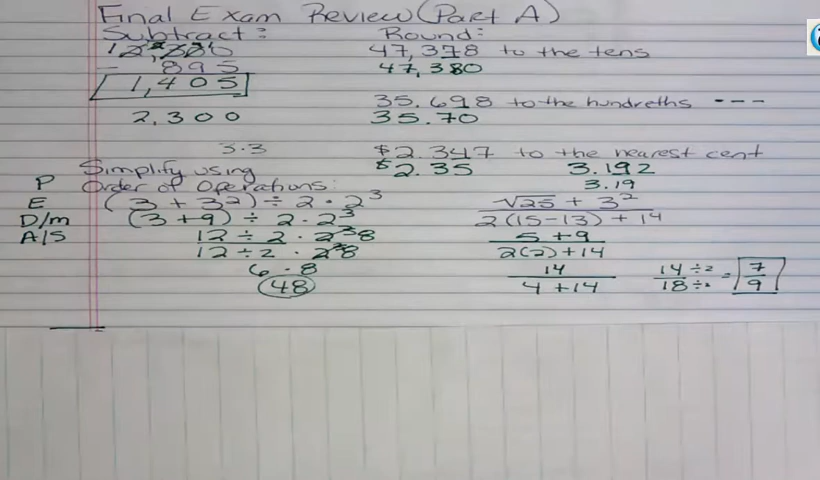 Final Exam Review (Part A)
Subtract:
- 895
1,405
2,300
Round:
47,378 to the tens
47,380
35.698 to the hundreths ---
35.70
$2.347 to the nearest cent
$2.35
3.192
3.19
3.3
Simplify using
Order of Operations:
P
E
D/m
A/S
(3 + 3²) ÷ 2 · 2³
(3 + 9) ÷ 2 · 2³
12 ÷ 2 · 2³ 8
12 ÷ 2 · 2³ 8
6 · 8
48
√25 + 3²
2(15-13) + 14
5 + 9
2(2) + 14
14
4 + 14
14 ÷2
18 ÷2
= 7
9